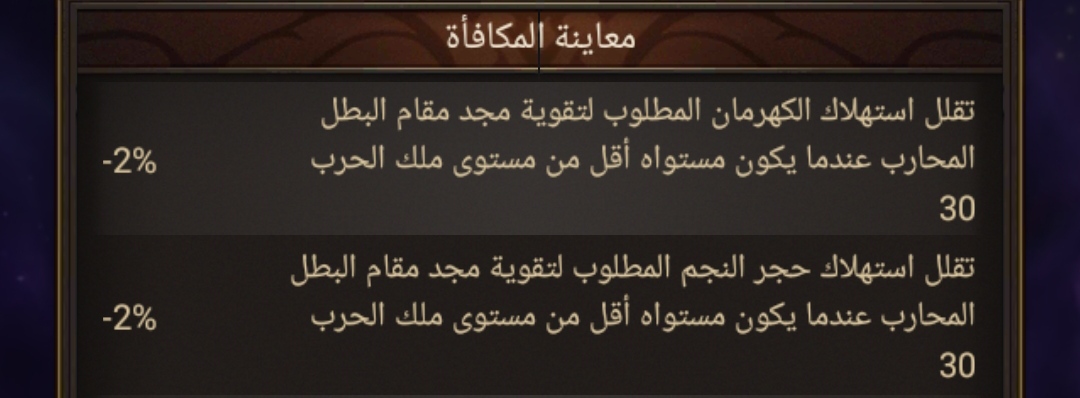 معاينة المكافأة
تقلل استهلاك الكهرمان المطلوب لتقوية مجد مقام البطل
المحارب عندما يكون مستواه أقل من مستوى ملك الحرب
-2%
30
تقلل استهلاك حجر النجم المطلوب لتقوية مجد مقام البطل
المحارب عندما يكون مستواه أقل من مستوى ملك الحرب
-2%
30